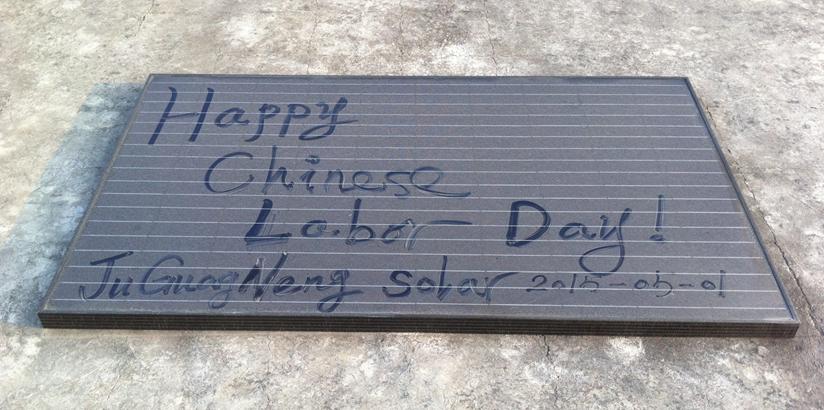 Happy
Chinese
Labor Day!
JuGuangNeng solar 2015-05-01